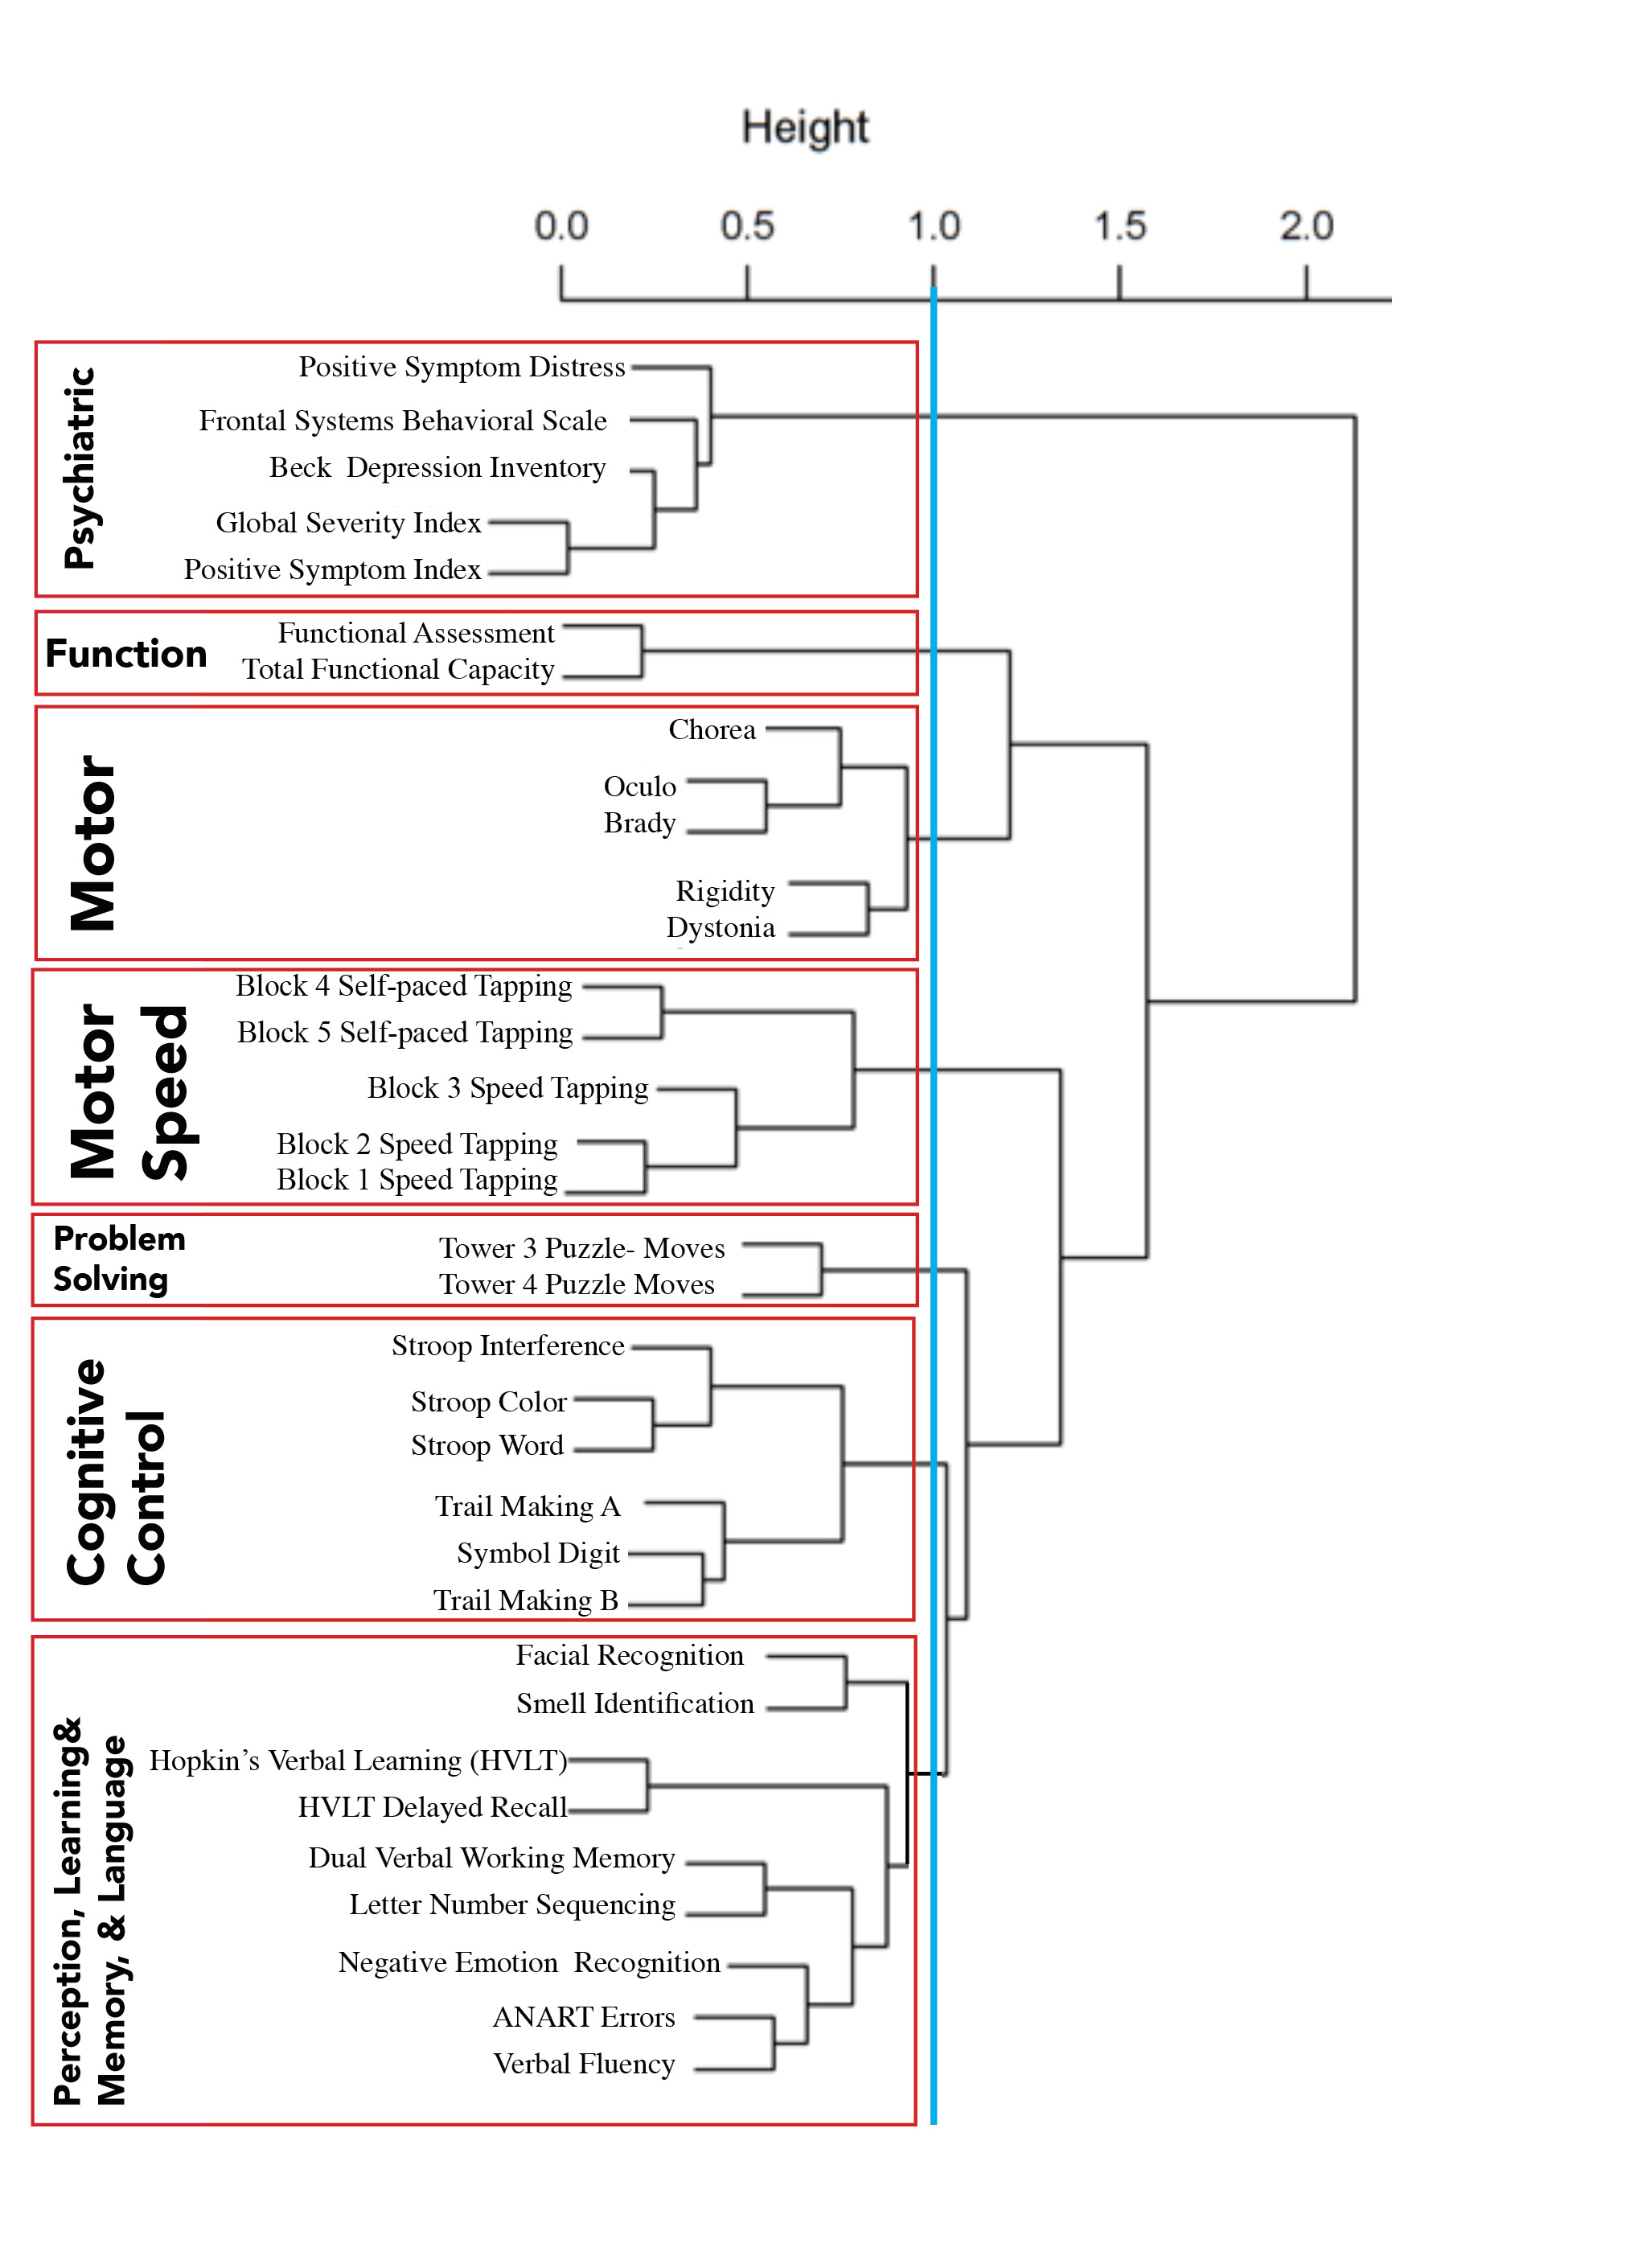 Height
0.0 0.5 1.0 1.5 2.0
Psychiatric
Positive Symptom Distress
Frontal Systems Behavioral Scale
Beck Depression Inventory
Global Severity Index
Positive Symptom Index
Function
Functional Assessment
Total Functional Capacity
Motor
Chorea
Oculo
Brady
Rigidity
Dystonia
Motor
Speed
Block 4 Self-paced Tapping
Block 5 Self-paced Tapping
Block 3 Speed Tapping
Block 2 Speed Tapping
Block 1 Speed Tapping
Problem
Solving
Tower 3 Puzzle- Moves
Tower 4 Puzzle Moves
Cognitive
Control
Stroop Interference
Stroop Color
Stroop Word
Trail Making A
Symbol Digit
Trail Making B
Perception, Learning&
Memory, & Language
Facial Recognition
Smell Identification
Hopkin’s Verbal Learning (HVLT)
HVLT Delayed Recall
Dual Verbal Working Memory
Letter Number Sequencing
Negative Emotion Recognition
ANART Errors
Verbal Fluency